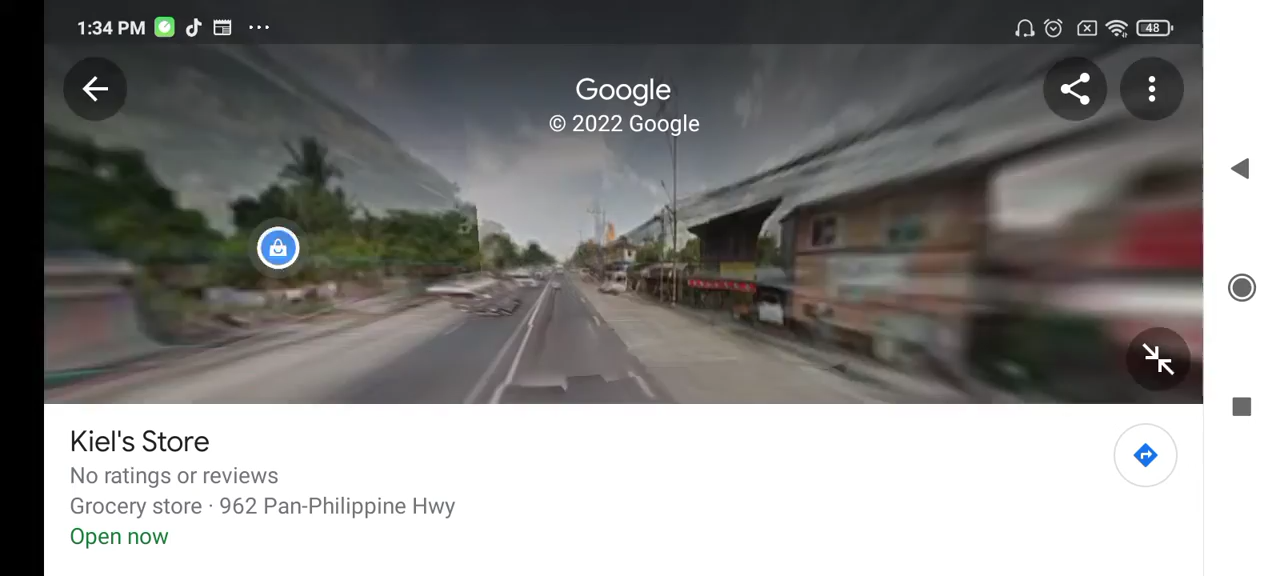 1:34 PM
48
Google
© 2022 Google
Kiel's Store
No ratings or reviews
Grocery store · 962 Pan-Philippine Hwy
Open now